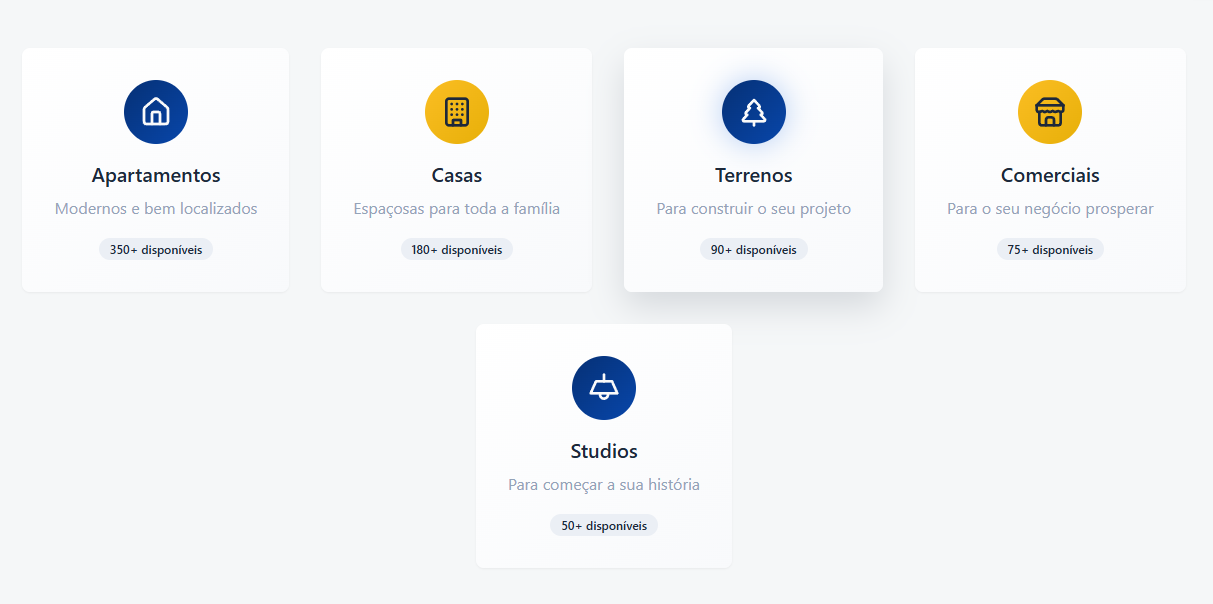 Apartamentos
Modernos e bem localizados
350+ disponíveis
Casas
Espaçosas para toda a família
180+ disponíveis
Terrenos
Para construir o seu projeto
90+ disponíveis
Comerciais
Para o seu negócio prosperar
75+ disponíveis
Studios
Para começar a sua história
50+ disponíveis